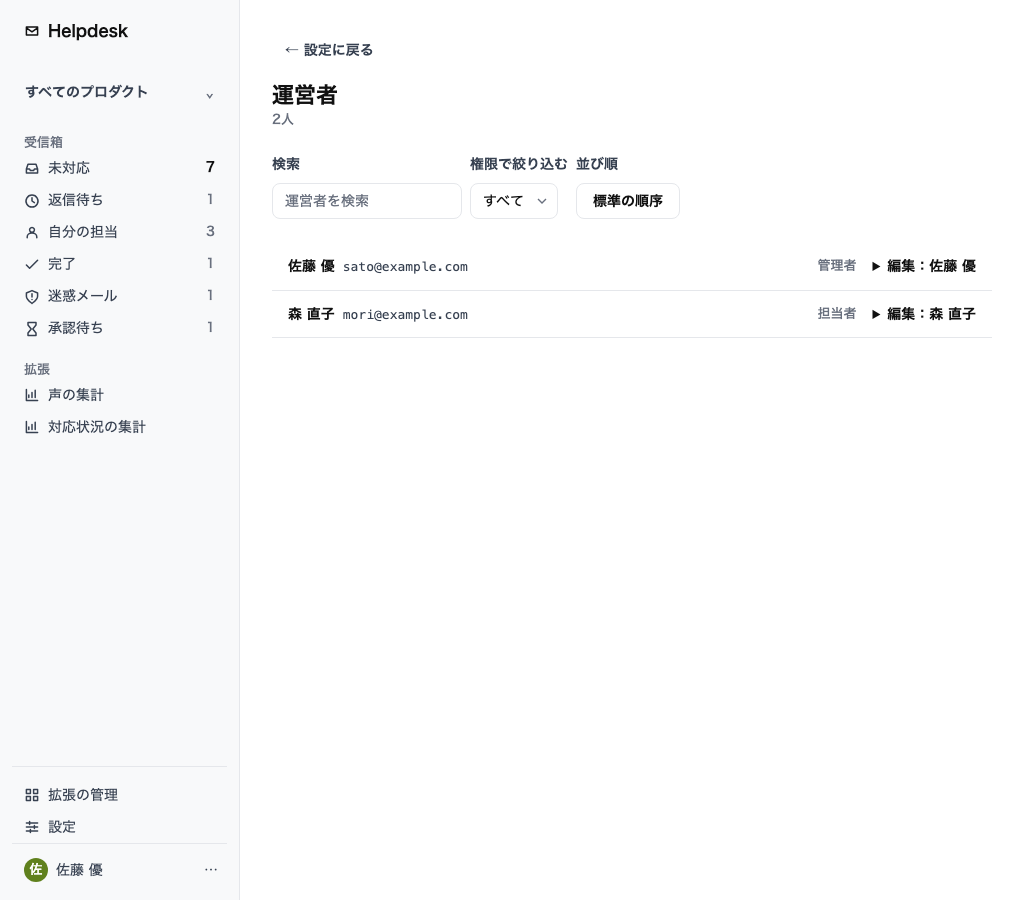 Helpdesk
すべてのプロダクト
受信箱
未対応 7
返信待ち 1
自分の担当 3
完了 1
迷惑メール 1
承認待ち 1
拡張
声の集計
対応状況の集計
拡張の管理
設定
佐 佐藤 優 …
← 設定に戻る
運営者
2人
検索 権限で絞り込む 並び順
運営者を検索 すべて 標準の順序
佐藤 優 sato@example.com 管理者 ▶ 編集：佐藤 優
森 直子 mori@example.com 担当者 ▶ 編集：森 直子